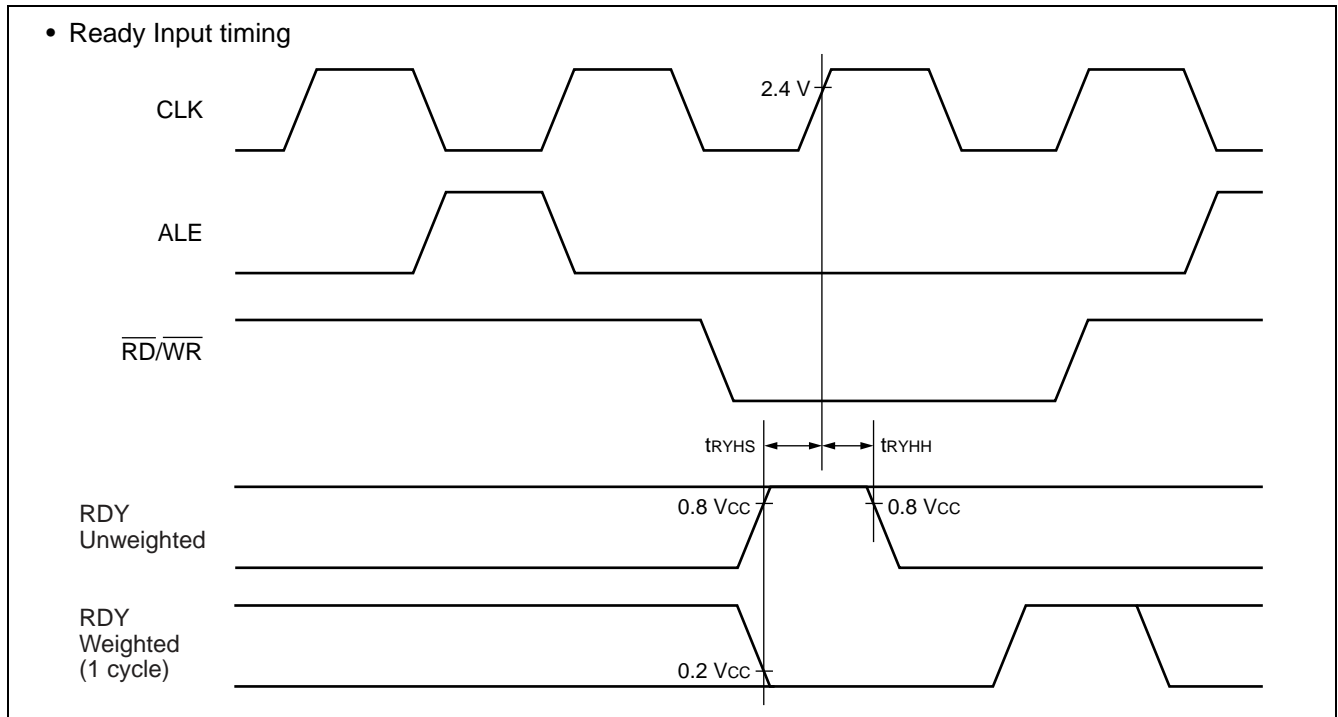 • Ready Input timing
CLK
2.4 V
ALE
RD/WR
tRYHS
tRYHH
RDY
Unweighted
0.8 VCC
0.8 VCC
RDY
Weighted
(1 cycle)
0.2 VCC